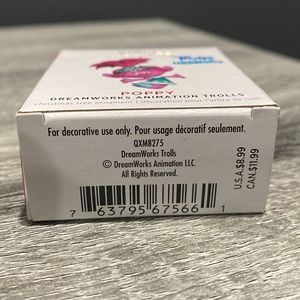 POPPY
DREAMWORKS ANIMATION TROLLS
christmas tree ornament | décoration pour l'arbre de noël
For decorative use only. Pour usage décoratif seulement.
QXM8275
DreamWorks Trolls
© DreamWorks Animation LLC.
All Rights Reserved.
U.S.A.$8.99
CAN.$11.99
7 63795 67566 1